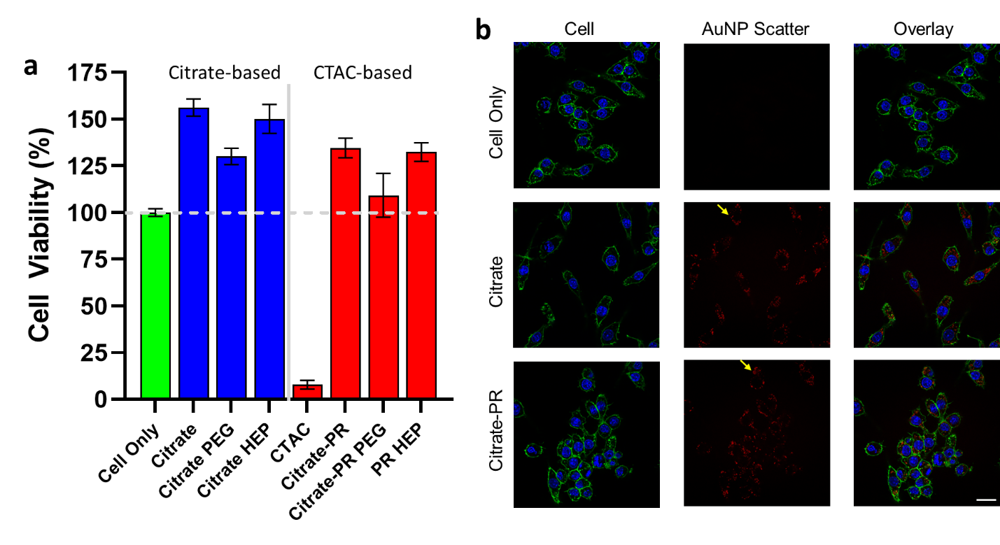 a
Citrate-based
CTAC-based
175
150
125
100
75
50
25
0
Cell Viability (%)
Cell Only
Citrate
Citrate PEG
Citrate HEP
CTAC
Citrate-PR
Citrate-PR PEG
PR HEP
b
Cell
AuNP Scatter
Overlay
Cell Only
Citrate
Citrate-PR